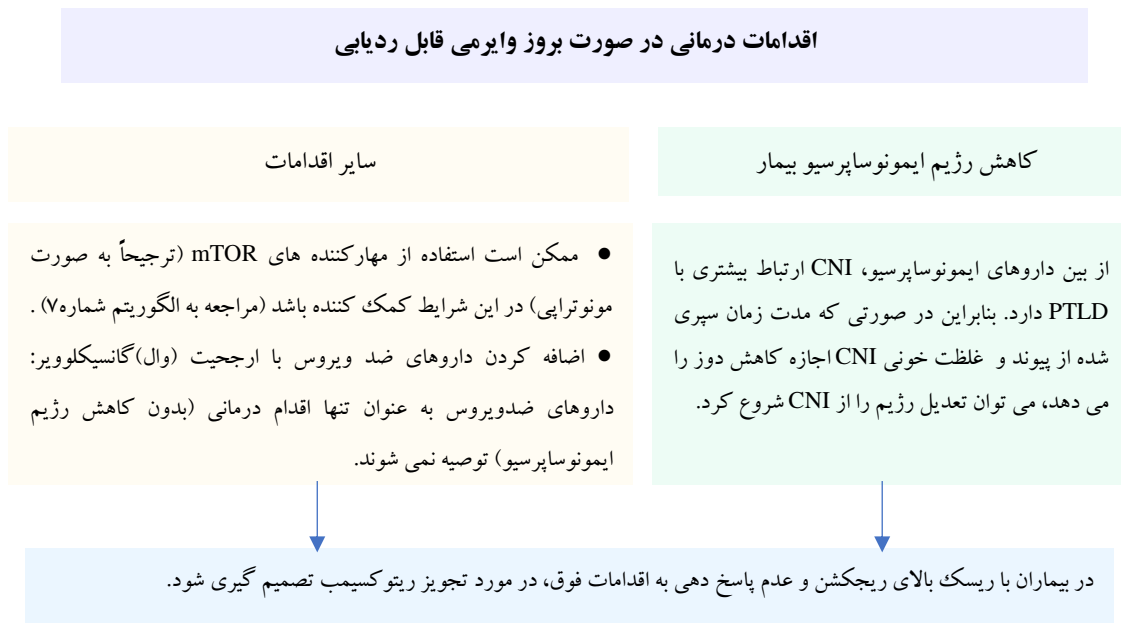 اقدامات درمانی در صورت بروز وایرمی قابل ردیابی
کاهش رژیم ایمونوساپرسیو بیمار
از بین داروهای ایمونوساپرسیو، CNI ارتباط بیشتری با
PTLD دارد. بنابراین در صورتی که مدت زمان سپری
شده از پیوند و غلظت خونی CNI اجازه کاهش دوز را
می دهد، می توان تعدیل رژیم را از CNI شروع کرد.
سایر اقدامات
● ممکن است استفاده از مهارکننده های mTOR (ترجیحاً به صورت
مونوتراپی) در این شرایط کمک کننده باشد (مراجعه به الگوریتم شماره۷) .
● اضافه کردن داروهای ضد ویروس با ارجحیت (وال)گانسیکلوویر:
داروهای ضدویروس به عنوان تنها اقدام درمانی (بدون کاهش رژیم
ایمونوساپرسیو) توصیه نمی شوند.
در بیماران با ریسک بالای ریجکشن و عدم پاسخ دهی به اقدامات فوق، در مورد تجویز ریتوکسیمب تصمیم گیری شود.